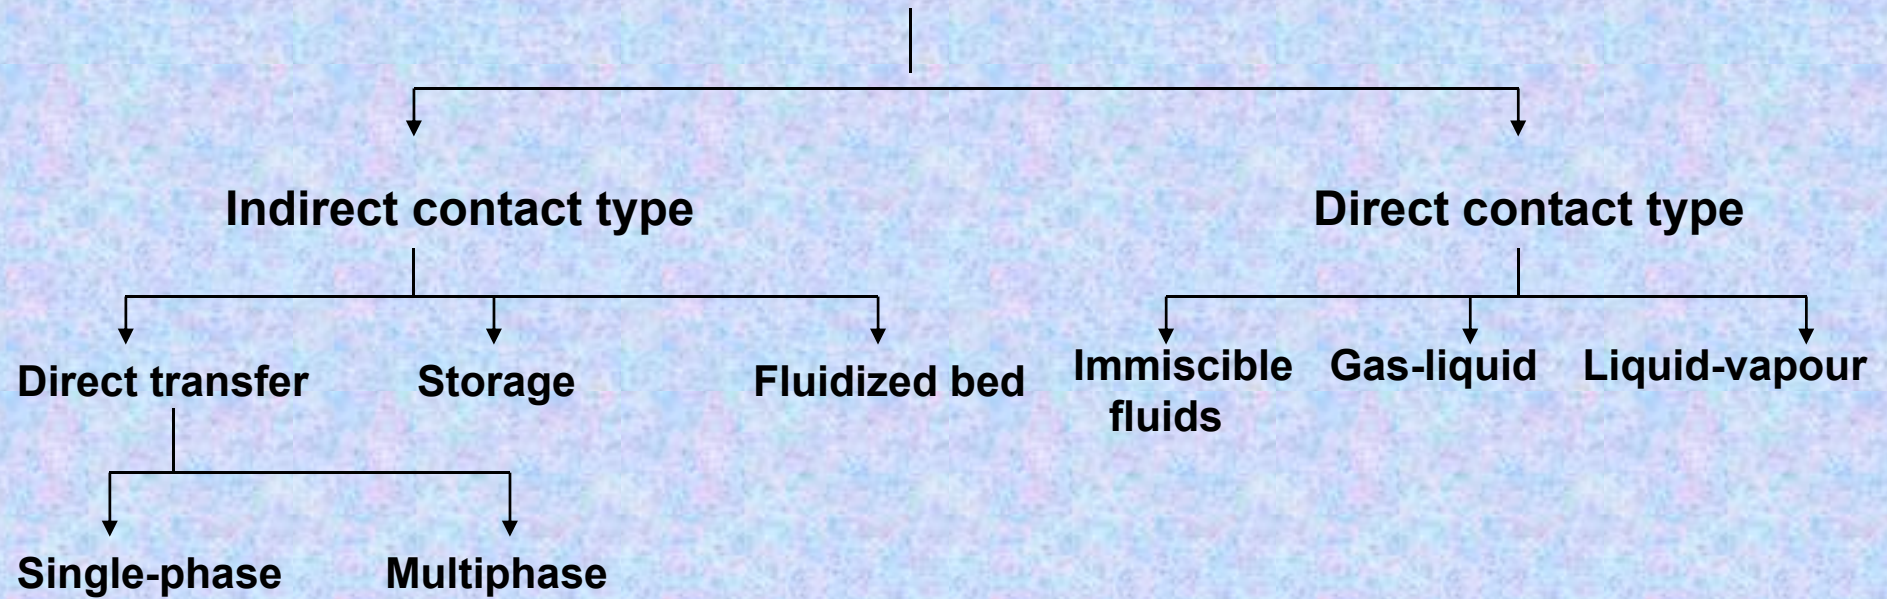 Indirect contact type
Direct contact type
Direct transfer
Storage
Fluidized bed
Immiscible
fluids
Gas-liquid
Liquid-vapour
Single-phase
Multiphase